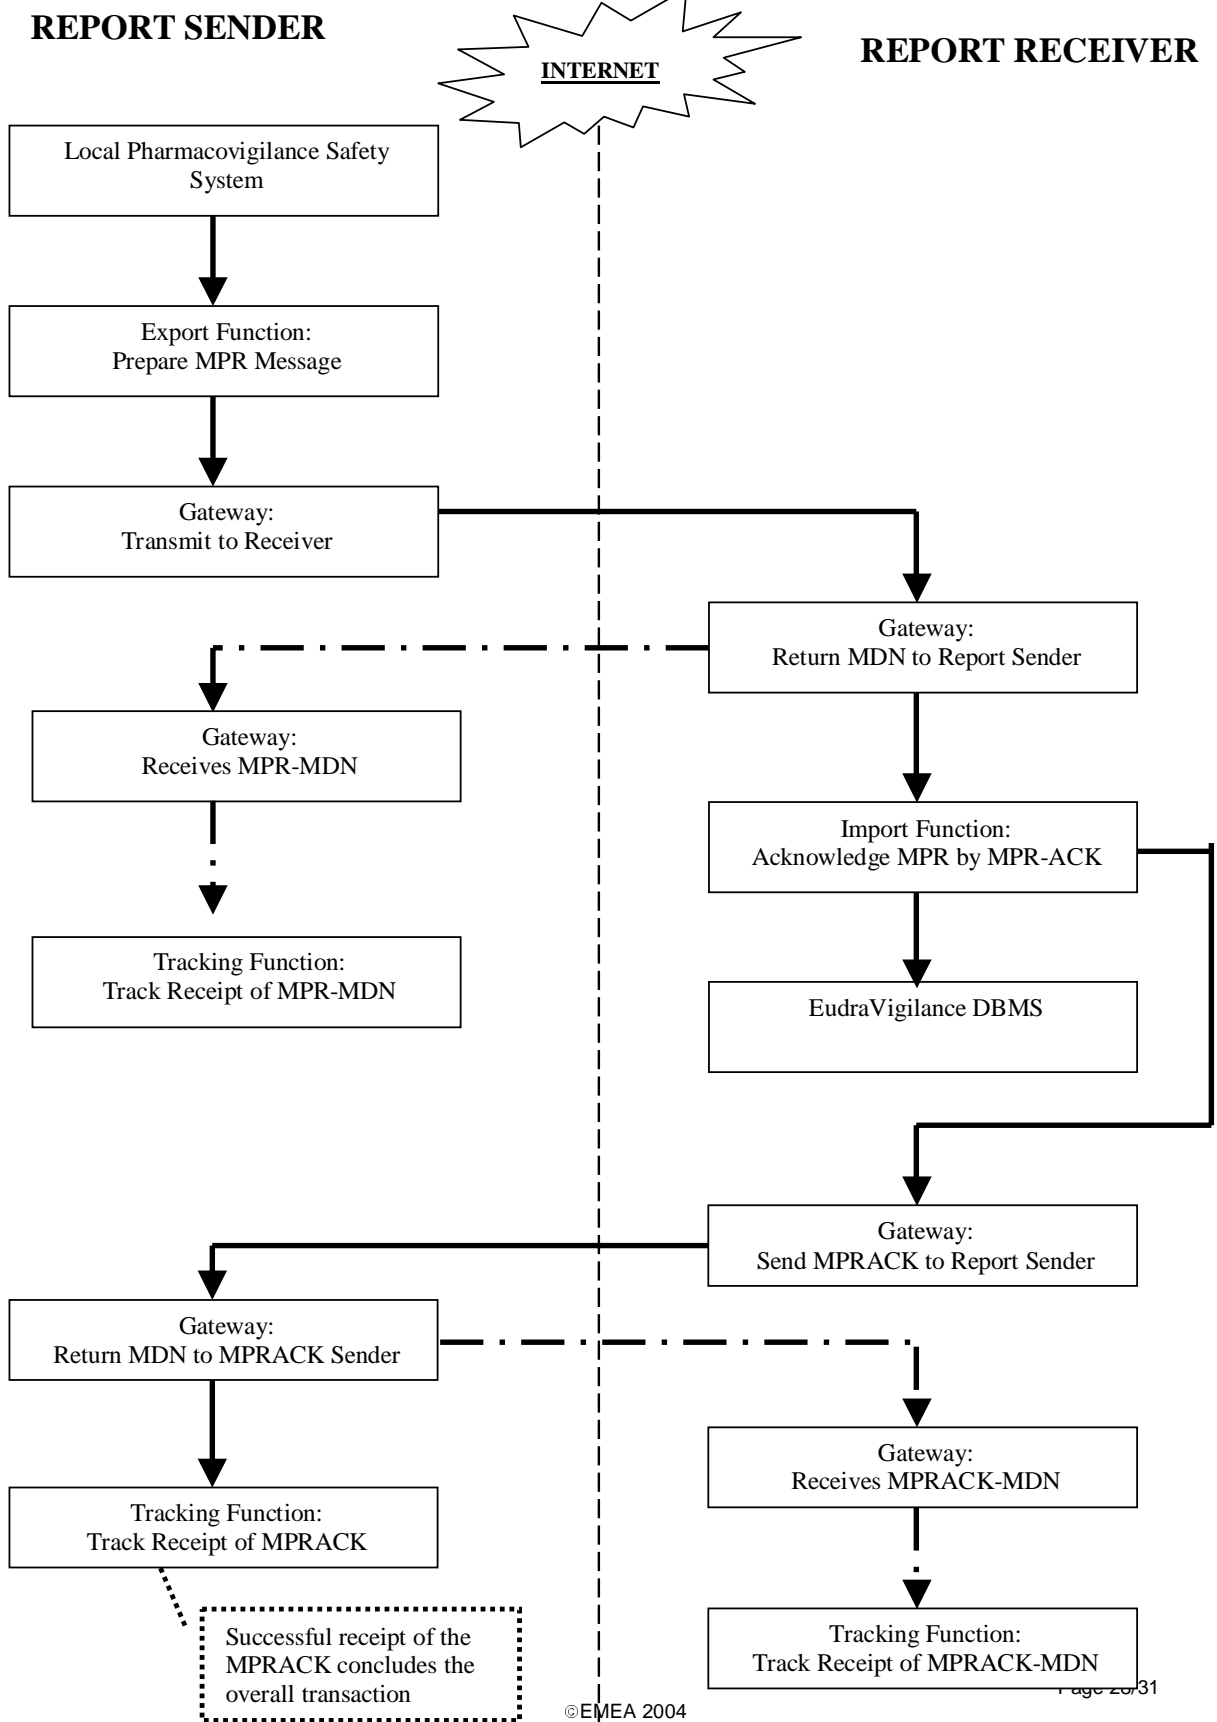 REPORT SENDER
INTERNET
REPORT RECEIVER
Local Pharmacovigilance Safety
System
Export Function:
Prepare MPR Message
Gateway:
Transmit to Receiver
Gateway:
Return MDN to Report Sender
Gateway:
Receives MPR-MDN
Import Function:
Acknowledge MPR by MPR-ACK
Tracking Function:
Track Receipt of MPR-MDN
EudraVigilance DBMS
Gateway:
Send MPRACK to Report Sender
Gateway:
Return MDN to MPRACK Sender
Gateway:
Receives MPRACK-MDN
Tracking Function:
Track Receipt of MPRACK
Successful receipt of the
MPRACK concludes the
overall transaction
Tracking Function:
Track Receipt of MPRACK-MDN
Page /31
©EMEA 2004